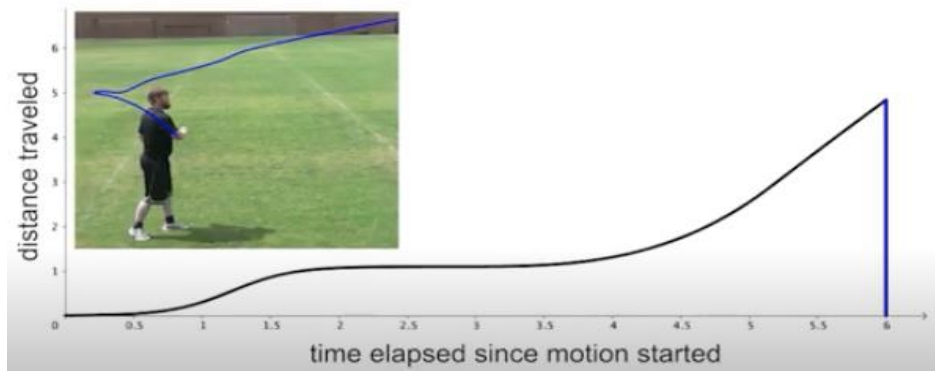 distance traveled
6
5
4
3
2
1
0 0.5 1 1.5 2 2.5 3 3.5 4 4.5 5 5.5 6
time elapsed since motion started